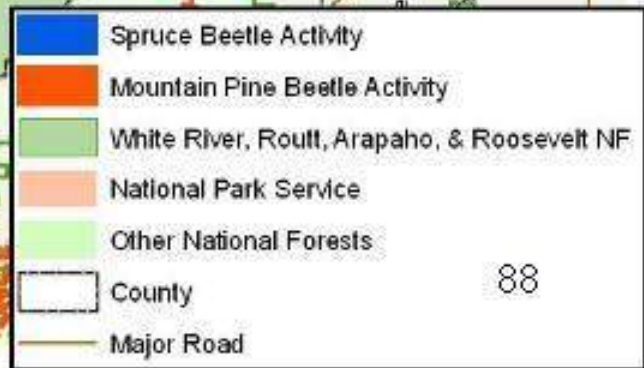 Spruce Beetle Activity
Mountain Pine Beetle Activity
White River, Routt, Arapaho, & Roosevelt NF
National Park Service
Other National Forests
County
88
Major Road